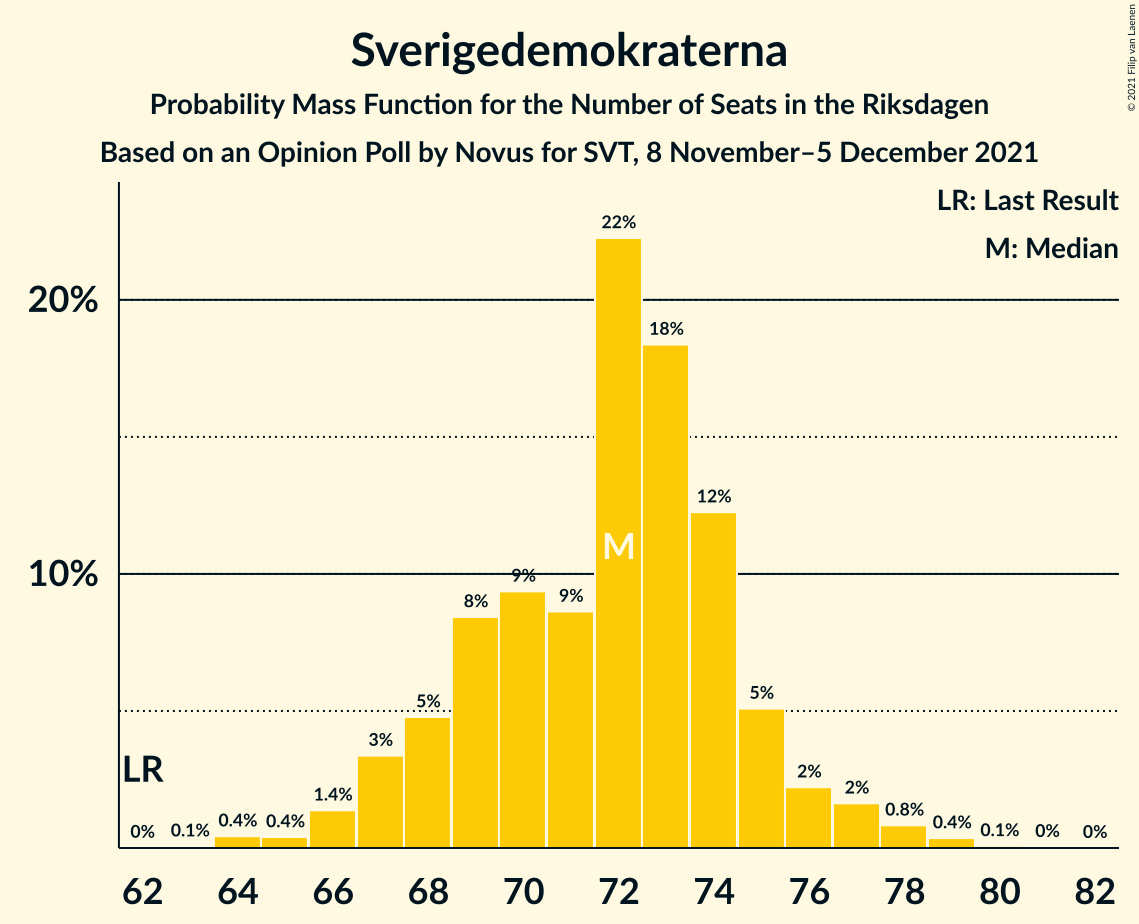 Sverigedemokraterna
Probability Mass Function for the Number of Seats in the Riksdagen
Based on an Opinion Poll by Novus for SVT, 8 November–5 December 2021
© 2021 Filip van Laenen
LR: Last Result
M: Median
20%
10%
0%
0.1%
0.4%
0.4%
1.4%
3%
5%
8%
9%
9%
22%
18%
12%
5%
2%
2%
0.8%
0.4%
0.1%
0%
0%
LR
M
62 64 66 68 70 72 74 76 78 80 82